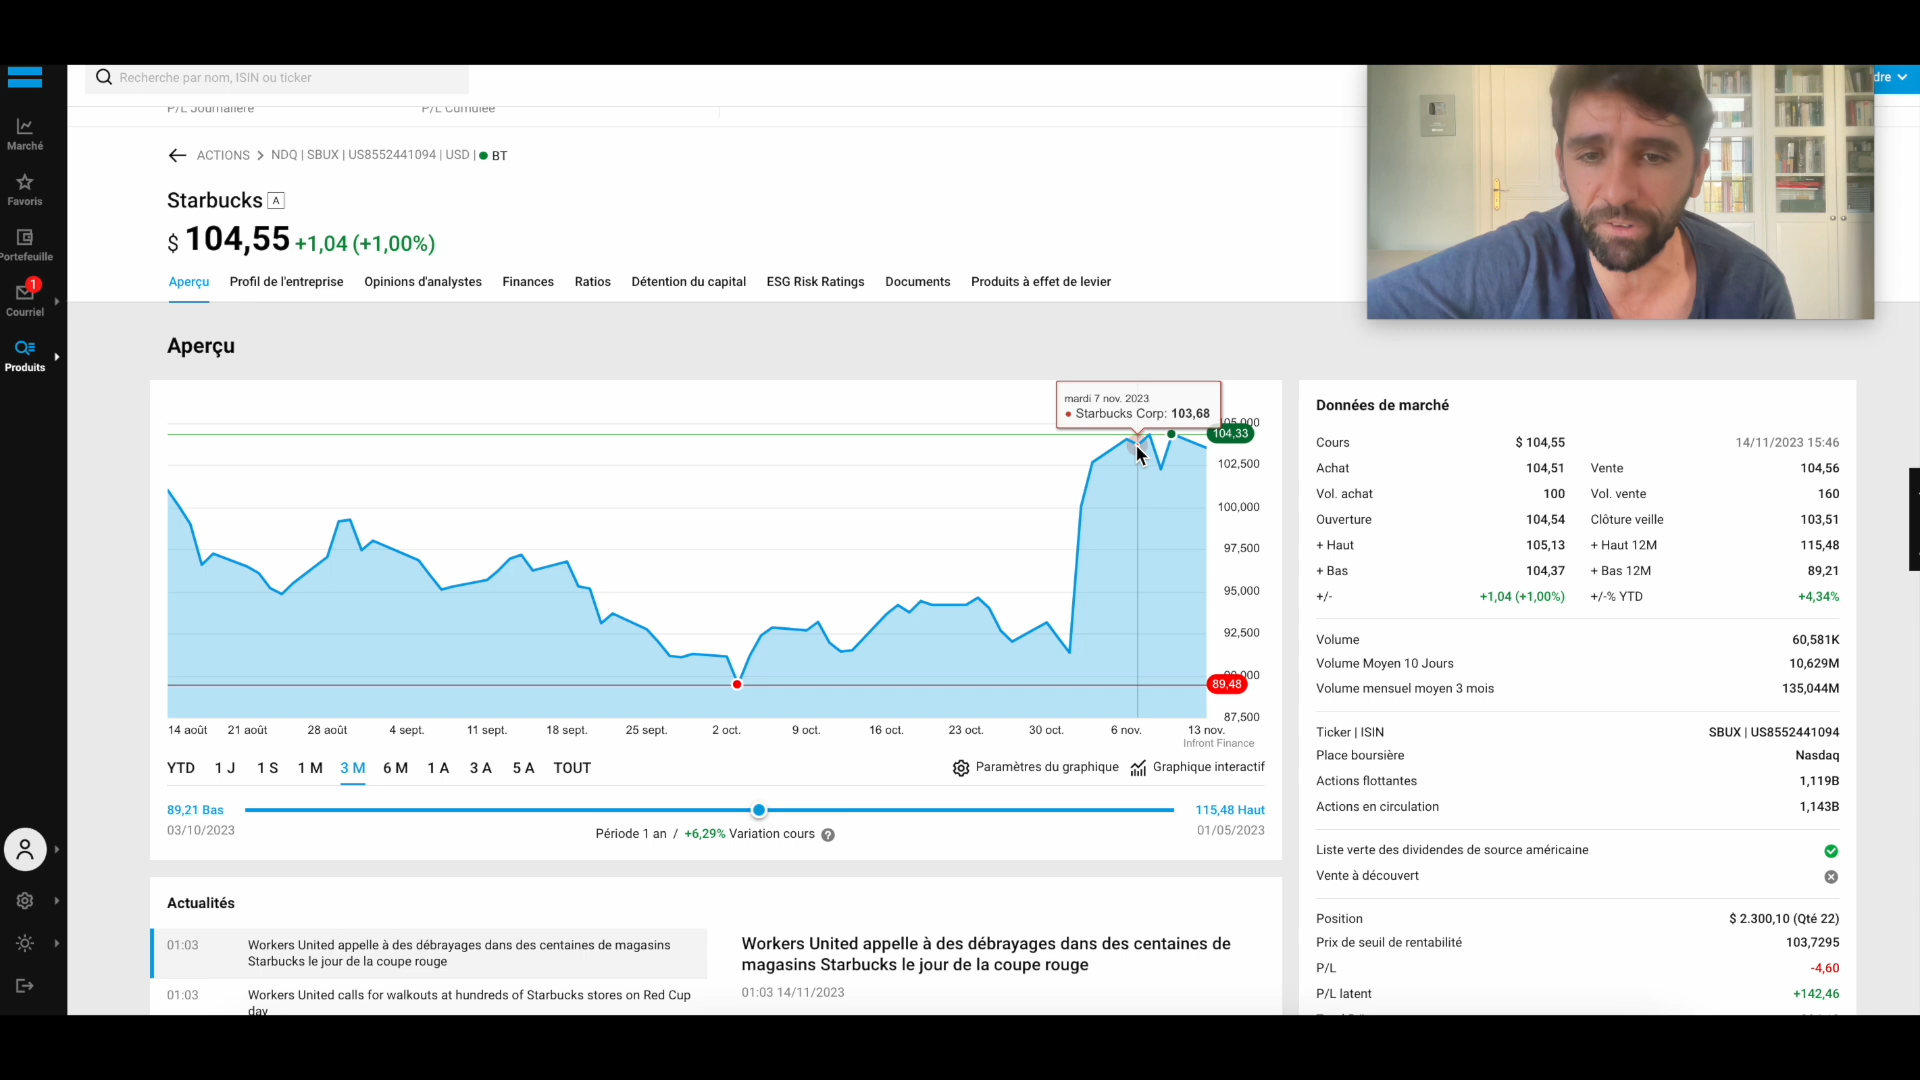 Recherche par nom, ISIN ou ticker
dre
Marché
Favoris
Portefeuille
1
Courriel
Produits
P/L Journalière
P/L Cumulée
ACTIONS > NDQ | SBUX | US8552441094 | USD | BT
Starbucks A
$ 104,55 +1,04 (+1,00%)
Aperçu
Profil de l'entreprise
Opinions d'analystes
Finances
Ratios
Détention du capital
ESG Risk Ratings
Documents
Produits à effet de levier
Aperçu
mardi 7 nov. 2023
Starbucks Corp: 103,68
105,000
104,33
102,500
100,000
97,500
95,000
92,500
90,000
89,48
87,500
14 août
21 août
28 août
4 sept.
11 sept.
18 sept.
25 sept.
2 oct.
9 oct.
16 oct.
23 oct.
30 oct.
6 nov.
13 nov.
Infront Finance
YTD 1 J 1 S 1 M 3 M 6 M 1 A 3 A 5 A TOUT
Paramètres du graphique
Graphique interactif
89,21 Bas
03/10/2023
115,48 Haut
01/05/2023
Période 1 an / +6,29% Variation cours ?
Actualités
01:03 Workers United appelle à des débrayages dans des centaines de magasins
Starbucks le jour de la coupe rouge
01:03 Workers United calls for walkouts at hundreds of Starbucks stores on Red Cup
day
Workers United appelle à des débrayages dans des centaines de
magasins Starbucks le jour de la coupe rouge
01:03 14/11/2023
Données de marché
Cours $ 104,55 14/11/2023 15:46
Achat 104,51 Vente 104,56
Vol. achat 100 Vol. vente 160
Ouverture 104,54 Clôture veille 103,51
+ Haut 105,13 + Haut 12M 115,48
+ Bas 104,37 + Bas 12M 89,21
+/- +1,04 (+1,00%) +/-% YTD +4,34%
Volume 60,581K
Volume Moyen 10 Jours 10,629M
Volume mensuel moyen 3 mois 135,044M
Ticker | ISIN SBUX | US8552441094
Place boursière Nasdaq
Actions flottantes 1,119B
Actions en circulation 1,143B
Liste verte des dividendes de source américaine
Vente à découvert
Position $ 2.300,10 (Qté 22)
Prix de seuil de rentabilité 103,7295
P/L -4,60
P/L latent +142,46